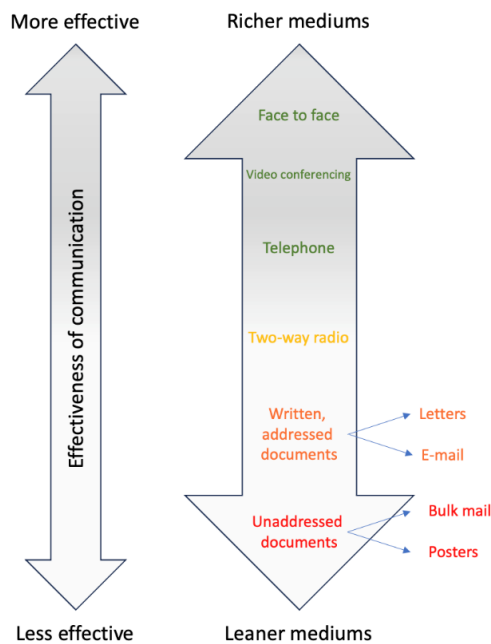 More effective
Richer mediums
Face to face
Video conferencing
Telephone
Effectiveness of communication
Two-way radio
Written,
addressed
documents
Letters
E-mail
Unaddressed
documents
Bulk mail
Posters
Less effective
Leaner mediums